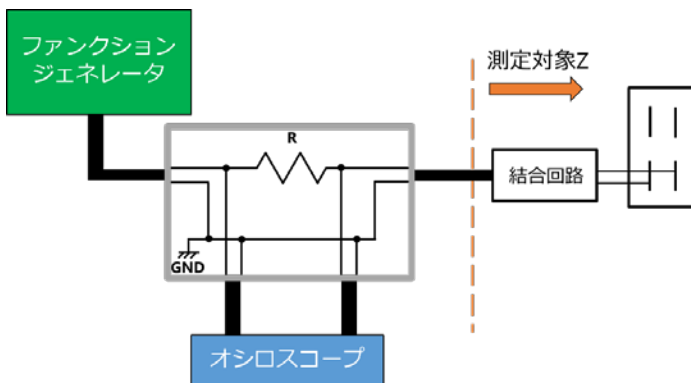 ファンクション
ジェネレータ
測定対象Z
R
結合回路
GND
オシロスコープ